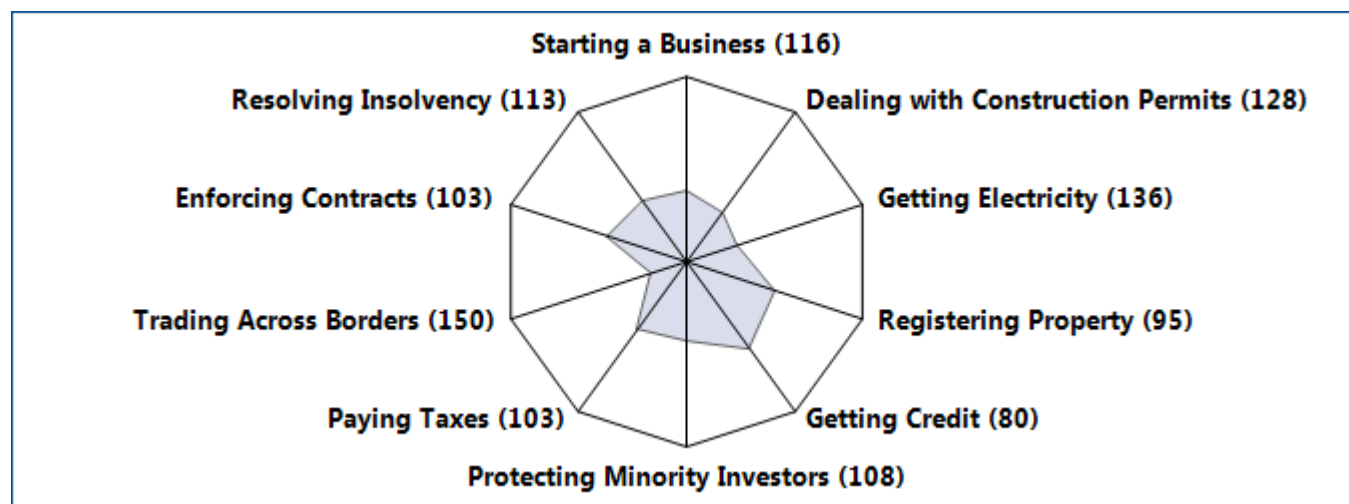 Starting a Business (116)
Resolving Insolvency (113)
Dealing with Construction Permits (128)
Enforcing Contracts (103)
Getting Electricity (136)
Trading Across Borders (150)
Registering Property (95)
Paying Taxes (103)
Getting Credit (80)
Protecting Minority Investors (108)